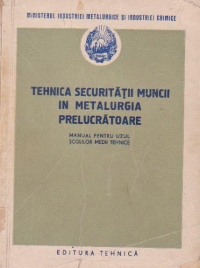 MINISTERUL INDUSTRIEI METALURGICE ȘI INDUSTRIEI CHIMICE
TEHNICA SECURITĂȚII MUNCII
IN METALURGIA
PRELUCRĂTOARE
MANUAL PENTRU UZUL
ȘCOLILOR MEDII TEHNICE
EDITURA TEHNICĂ